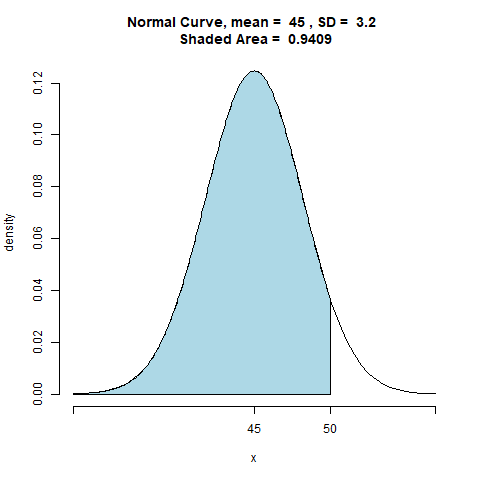 Normal Curve, mean =  45 , SD =  3.2
Shaded Area =  0.9409
0.12
0.10
0.08
0.06
0.04
0.02
0.00
density
45
50
x